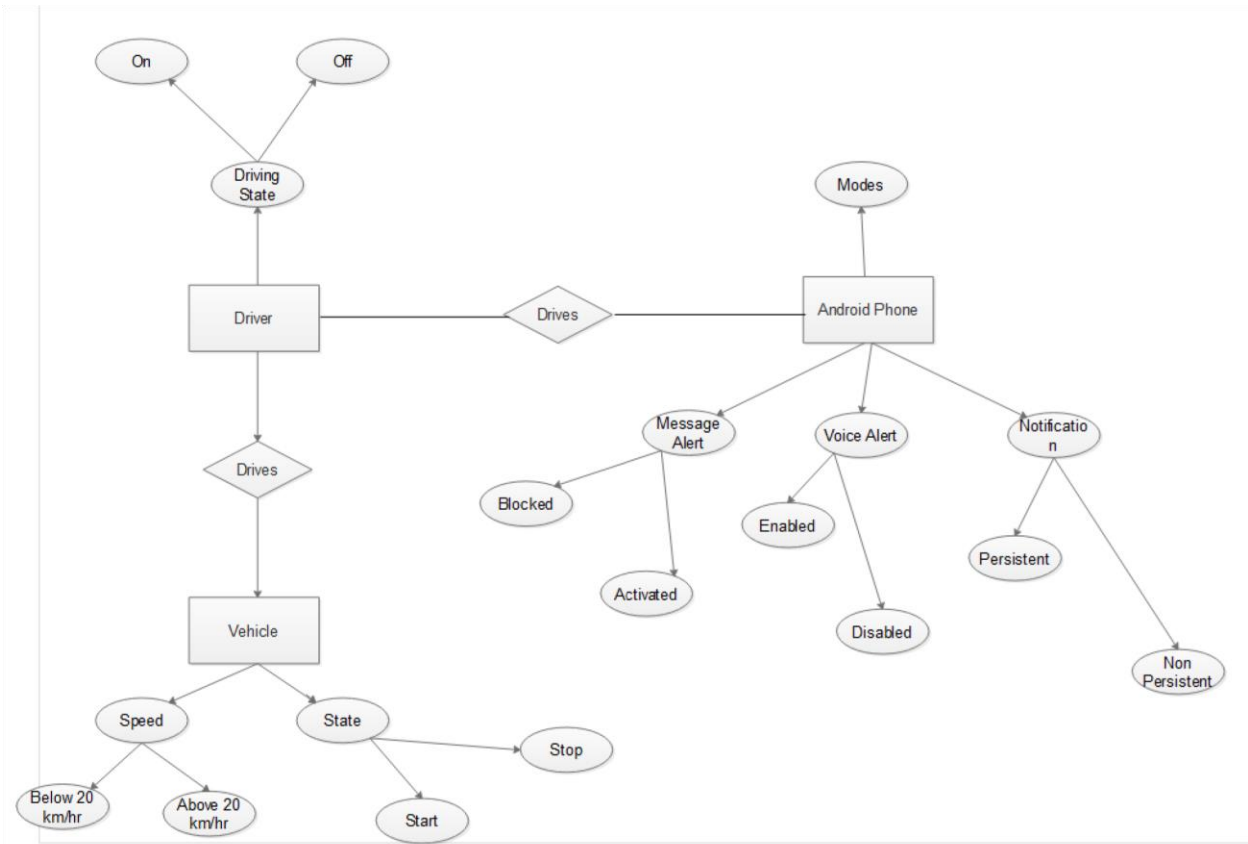 On
Off
Driving
State
Modes
Driver
Drives
Android Phone
Message
Alert
Voice Alert
Notificatio
n
Drives
Blocked
Enabled
Persistent
Activated
Disabled
Vehicle
Non
Persistent
Speed
State
Stop
Below 20
km/hr
Above 20
km/hr
Start